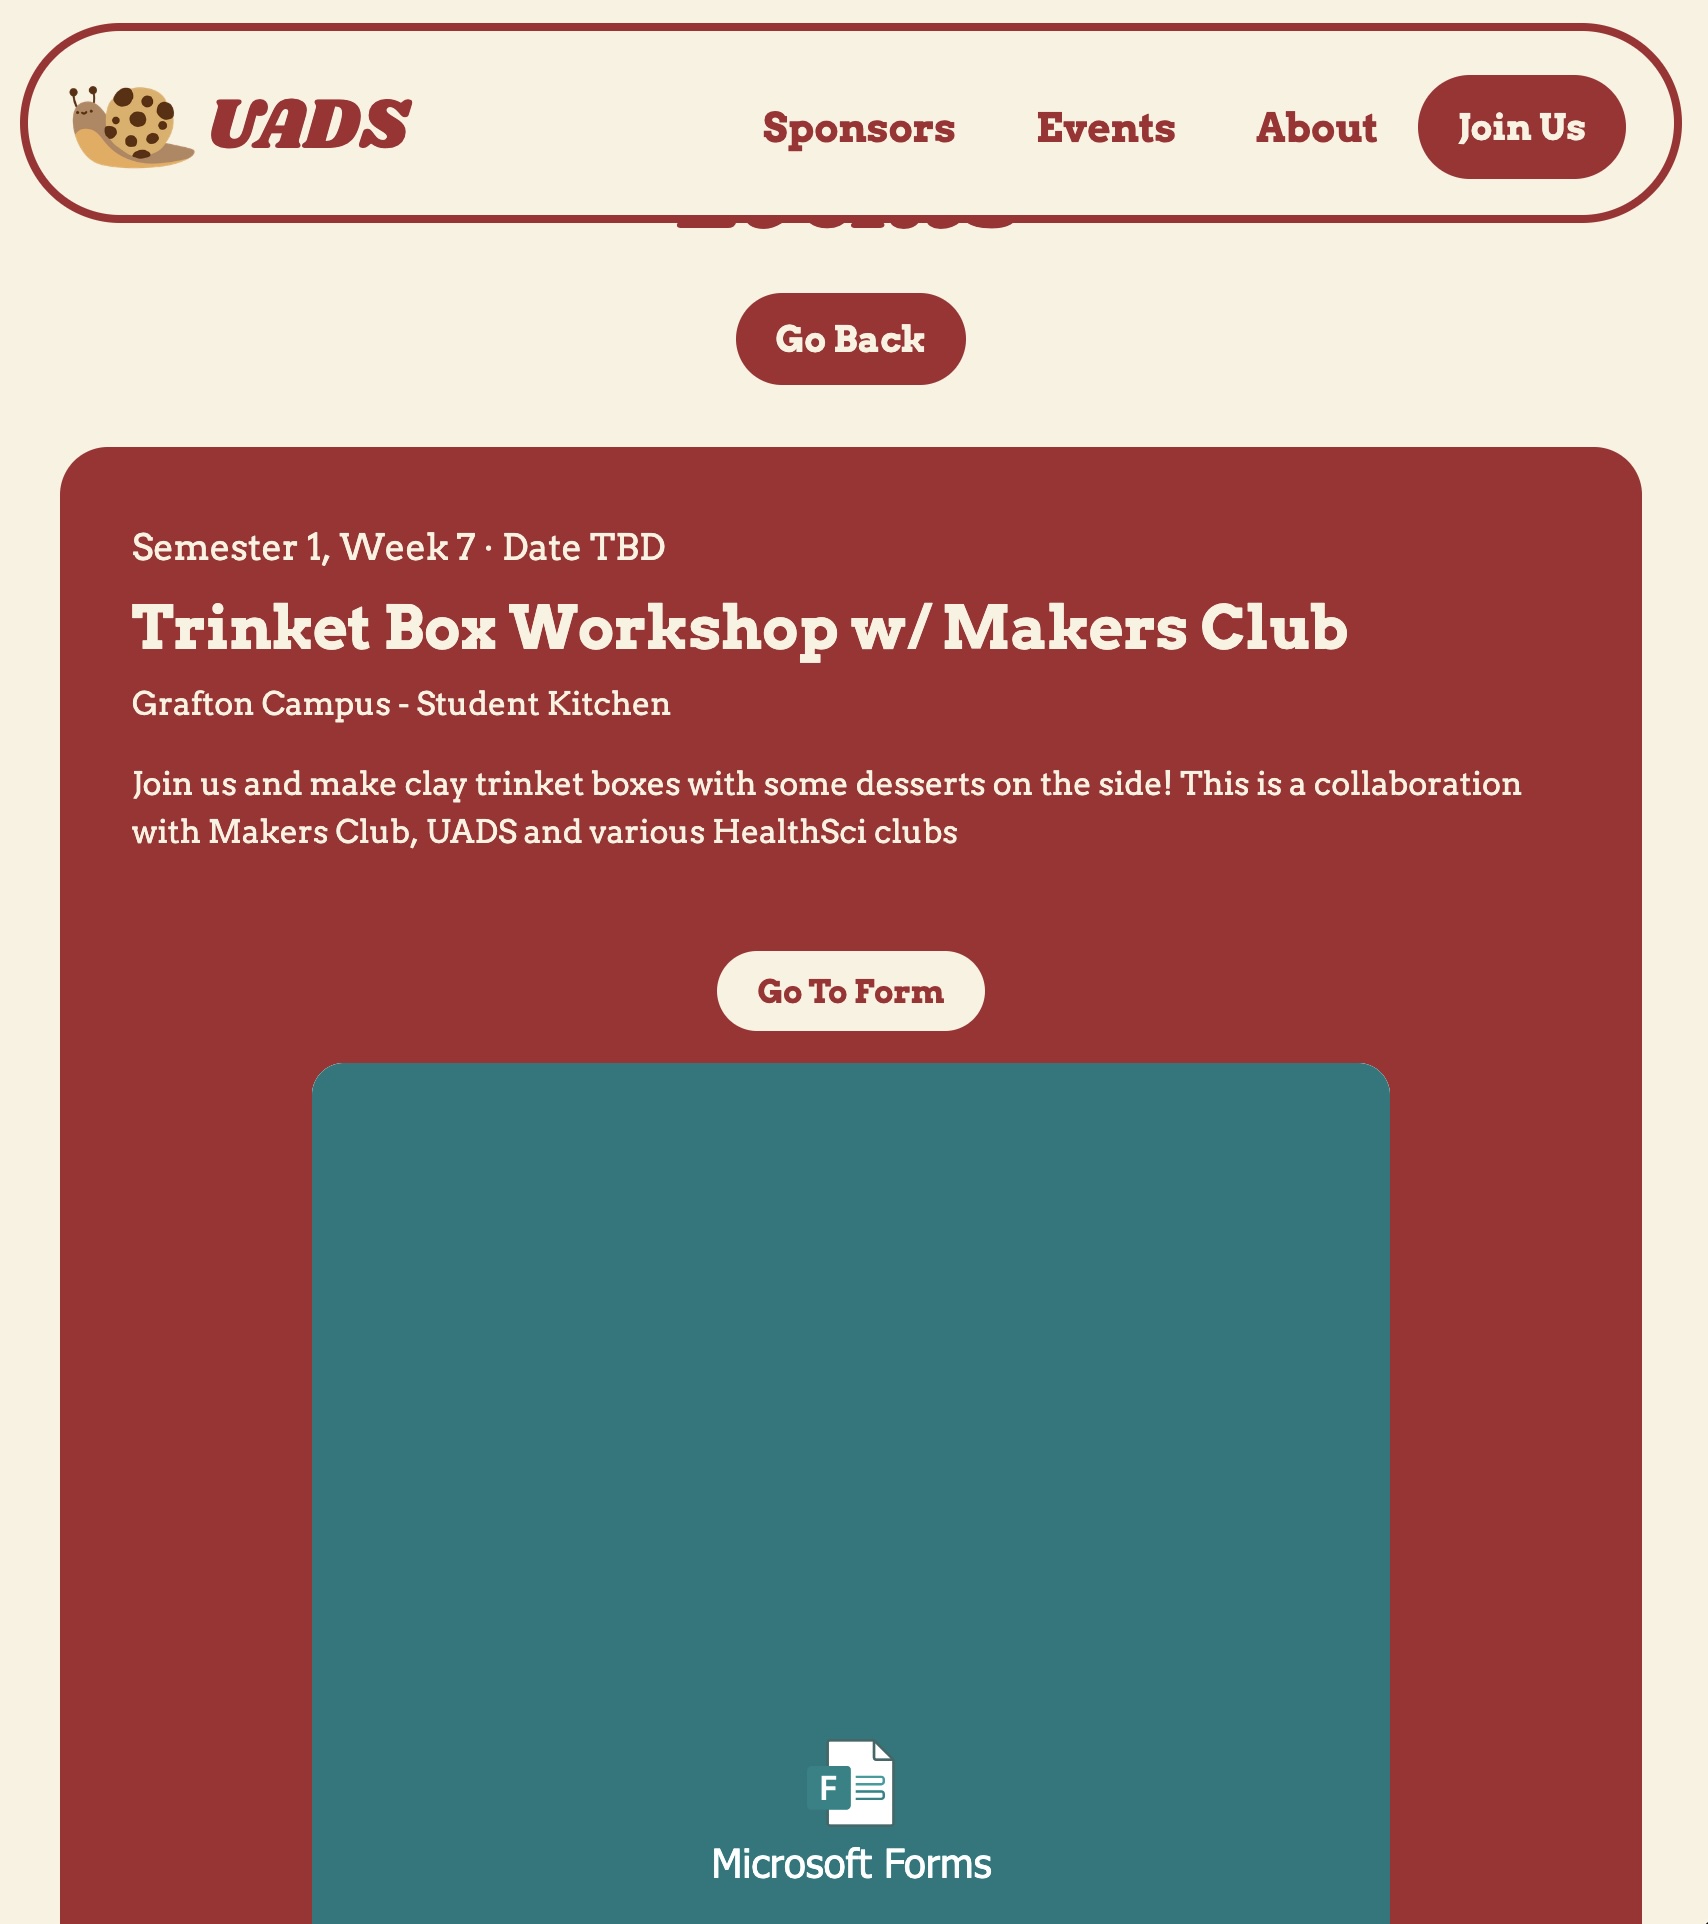 UADS
Sponsors
Events
About
Join Us
Go Back
Semester 1, Week 7 · Date TBD
Trinket Box Workshop w/ Makers Club
Grafton Campus - Student Kitchen
Join us and make clay trinket boxes with some desserts on the side! This is a collaboration
with Makers Club, UADS and various HealthSci clubs
Go To Form
F
Microsoft Forms